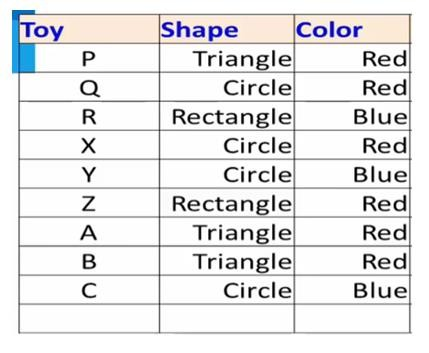 Toy Shape Color
P Triangle Red
Q Circle Red
R Rectangle Blue
X Circle Red
Y Circle Blue
Z Rectangle Red
A Triangle Red
B Triangle Red
C Circle Blue